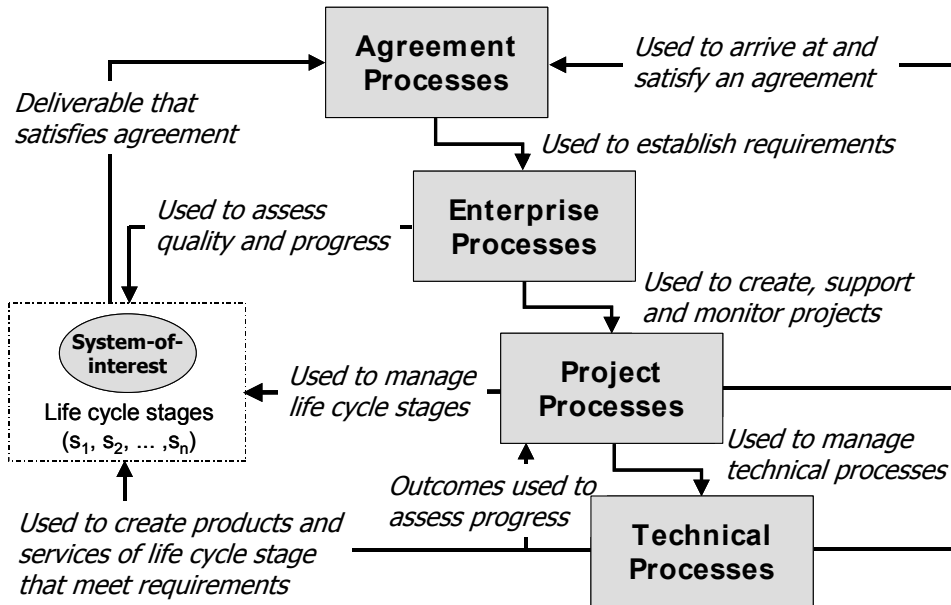 Agreement
Processes
Used to arrive at and
satisfy an agreement
Deliverable that
satisfies agreement
Used to establish requirements
Enterprise
Processes
Used to assess
quality and progress
Used to create, support
and monitor projects
System-of-
interest
Life cycle stages
(s₁, s₂, ... ,sₙ)
Used to manage
life cycle stages
Project
Processes
Used to manage
technical processes
Outcomes used to
assess progress
Used to create products and
services of life cycle stage
that meet requirements
Technical
Processes